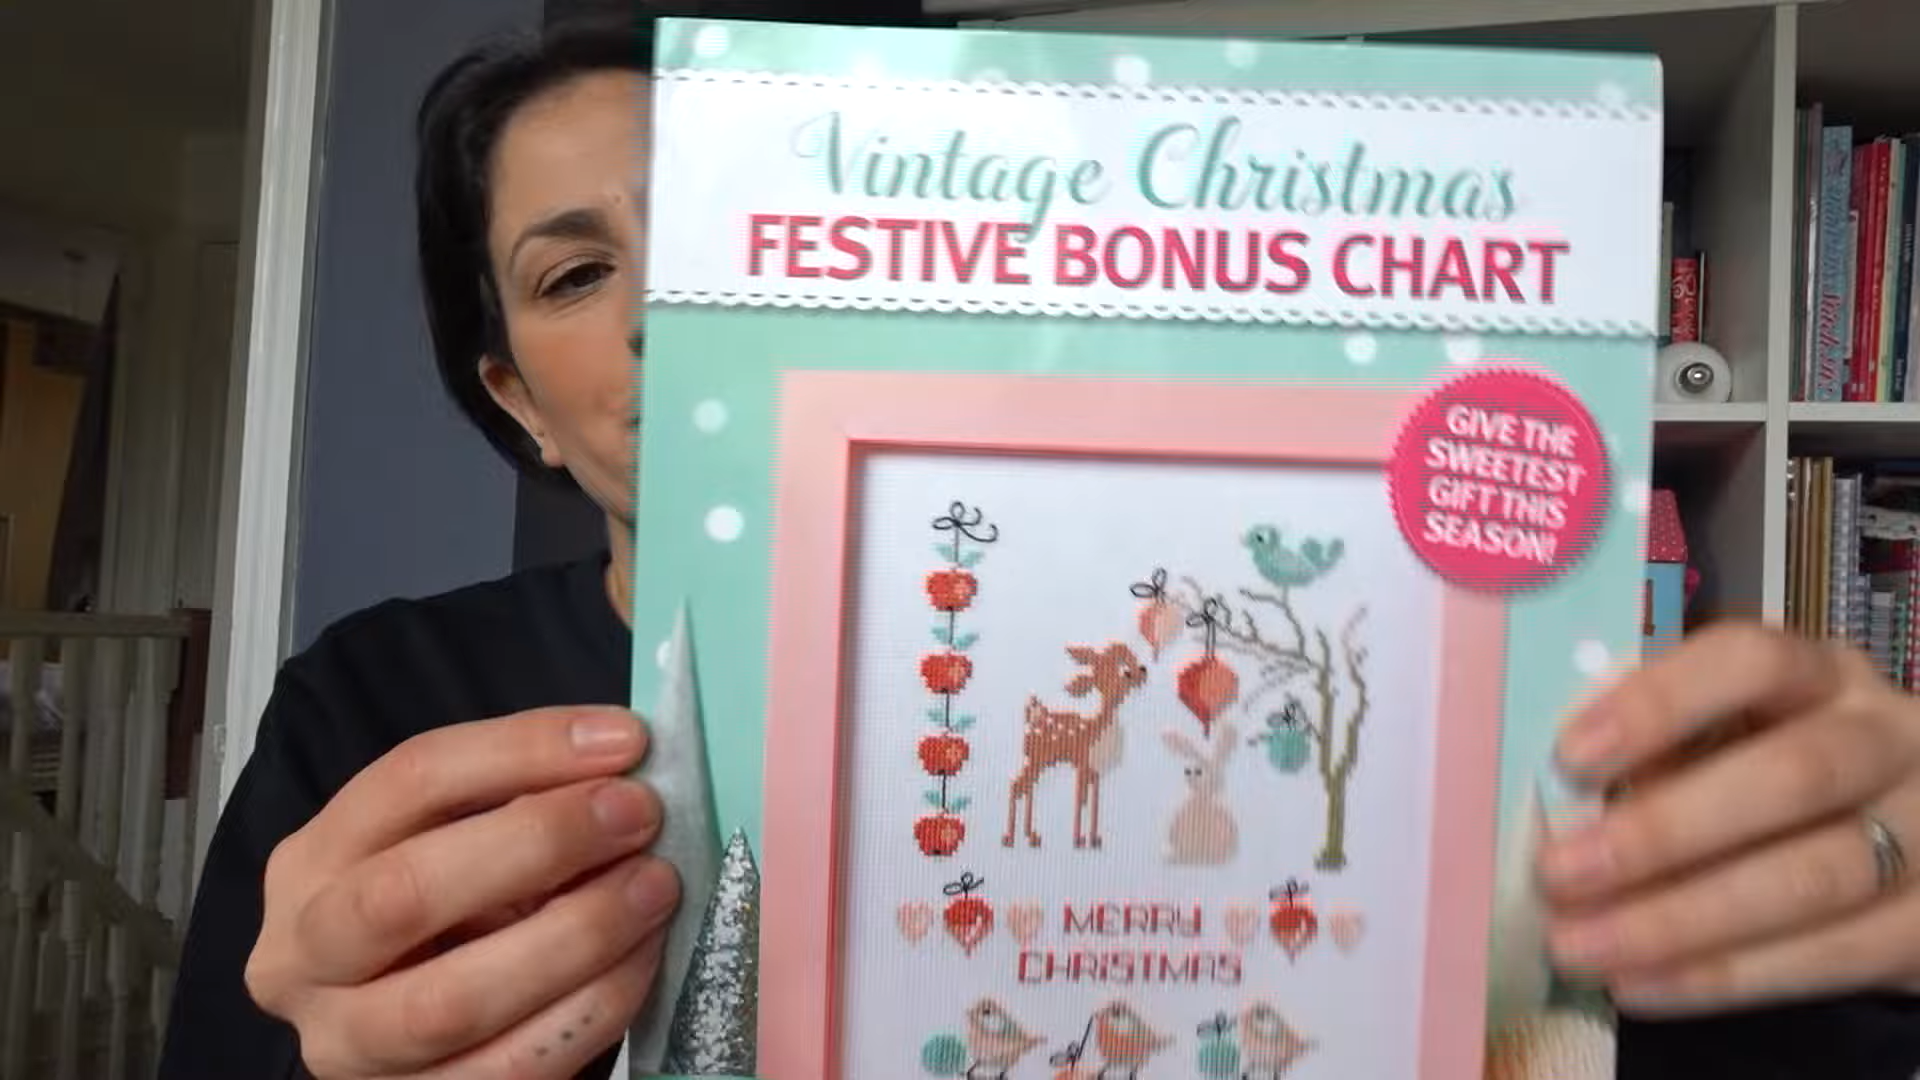 Vintage Christmas
FESTIVE BONUS CHART
GIVE THE
SWEETEST
GIFT THIS
SEASON!
MERRY
CHRISTMAS